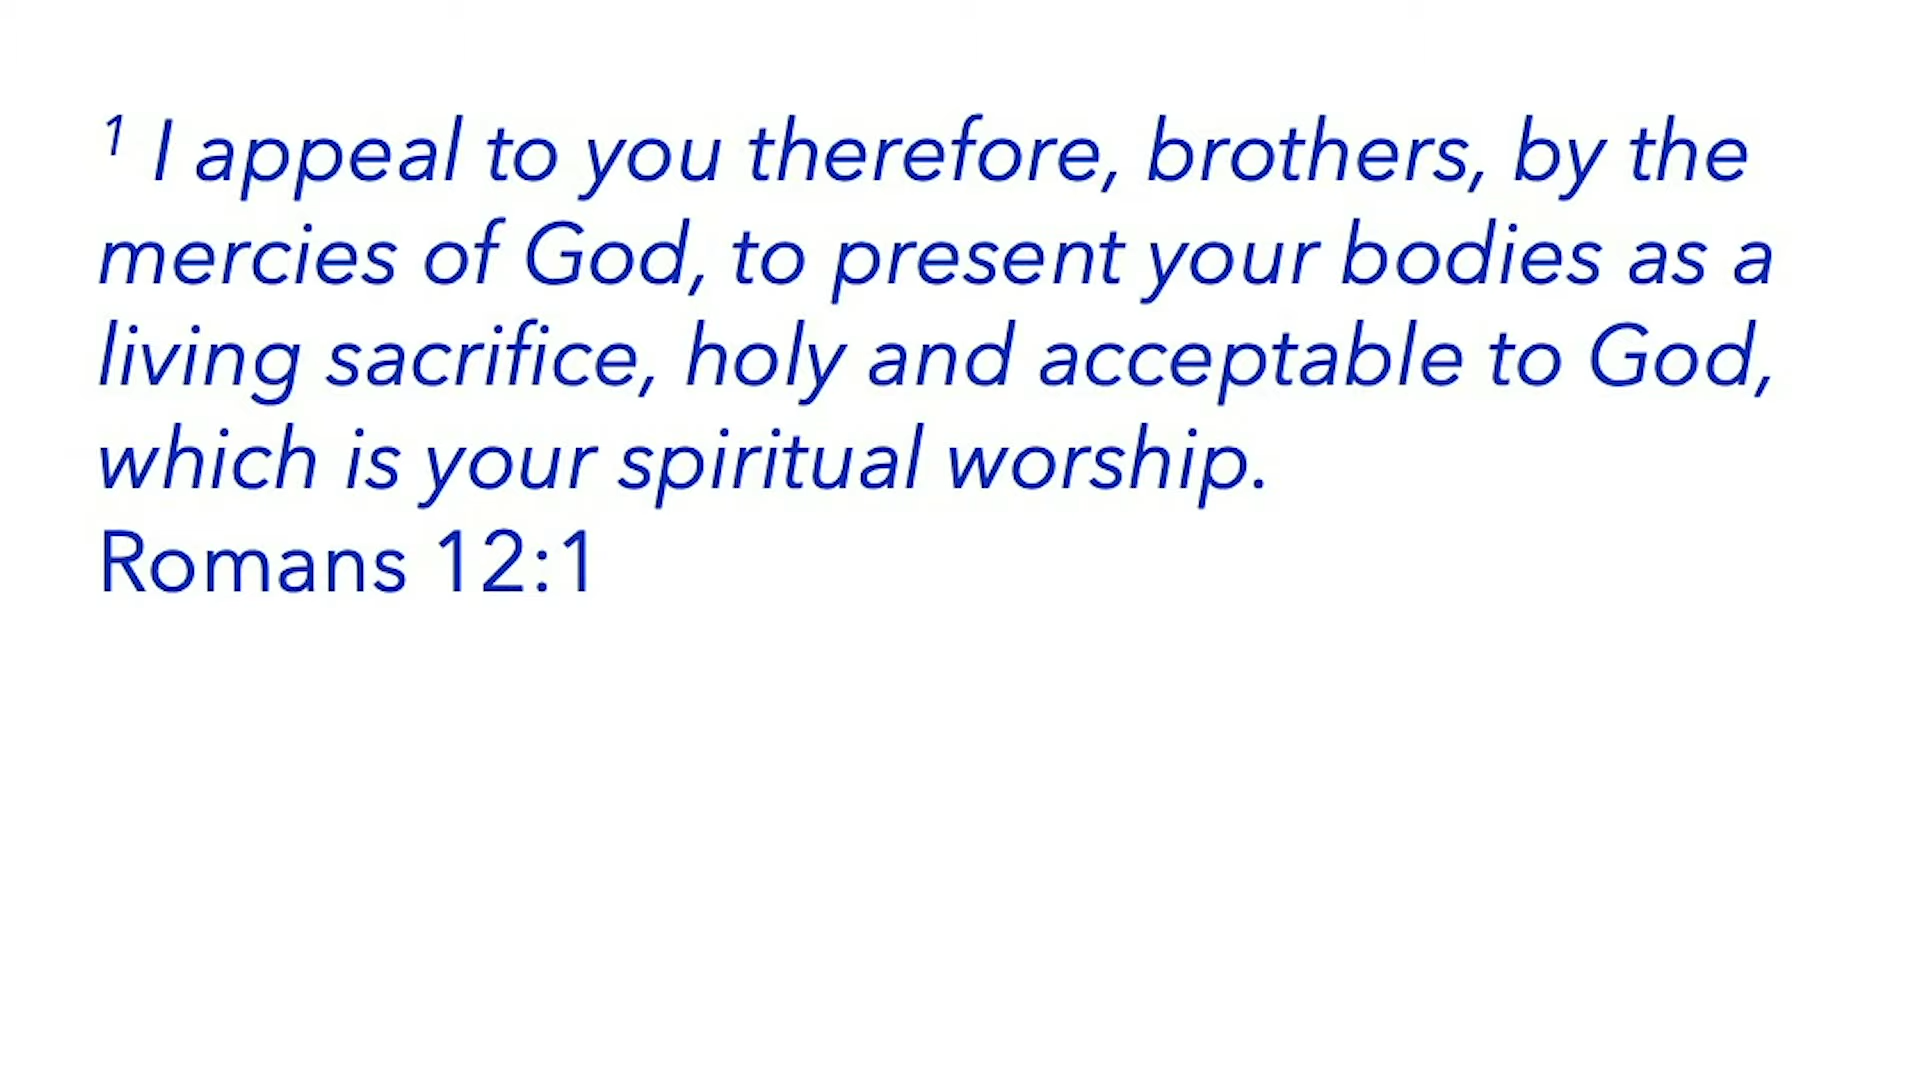 1 I appeal to you therefore, brothers, by the
mercies of God, to present your bodies as a
living sacrifice, holy and acceptable to God,
which is your spiritual worship.
Romans 12:1